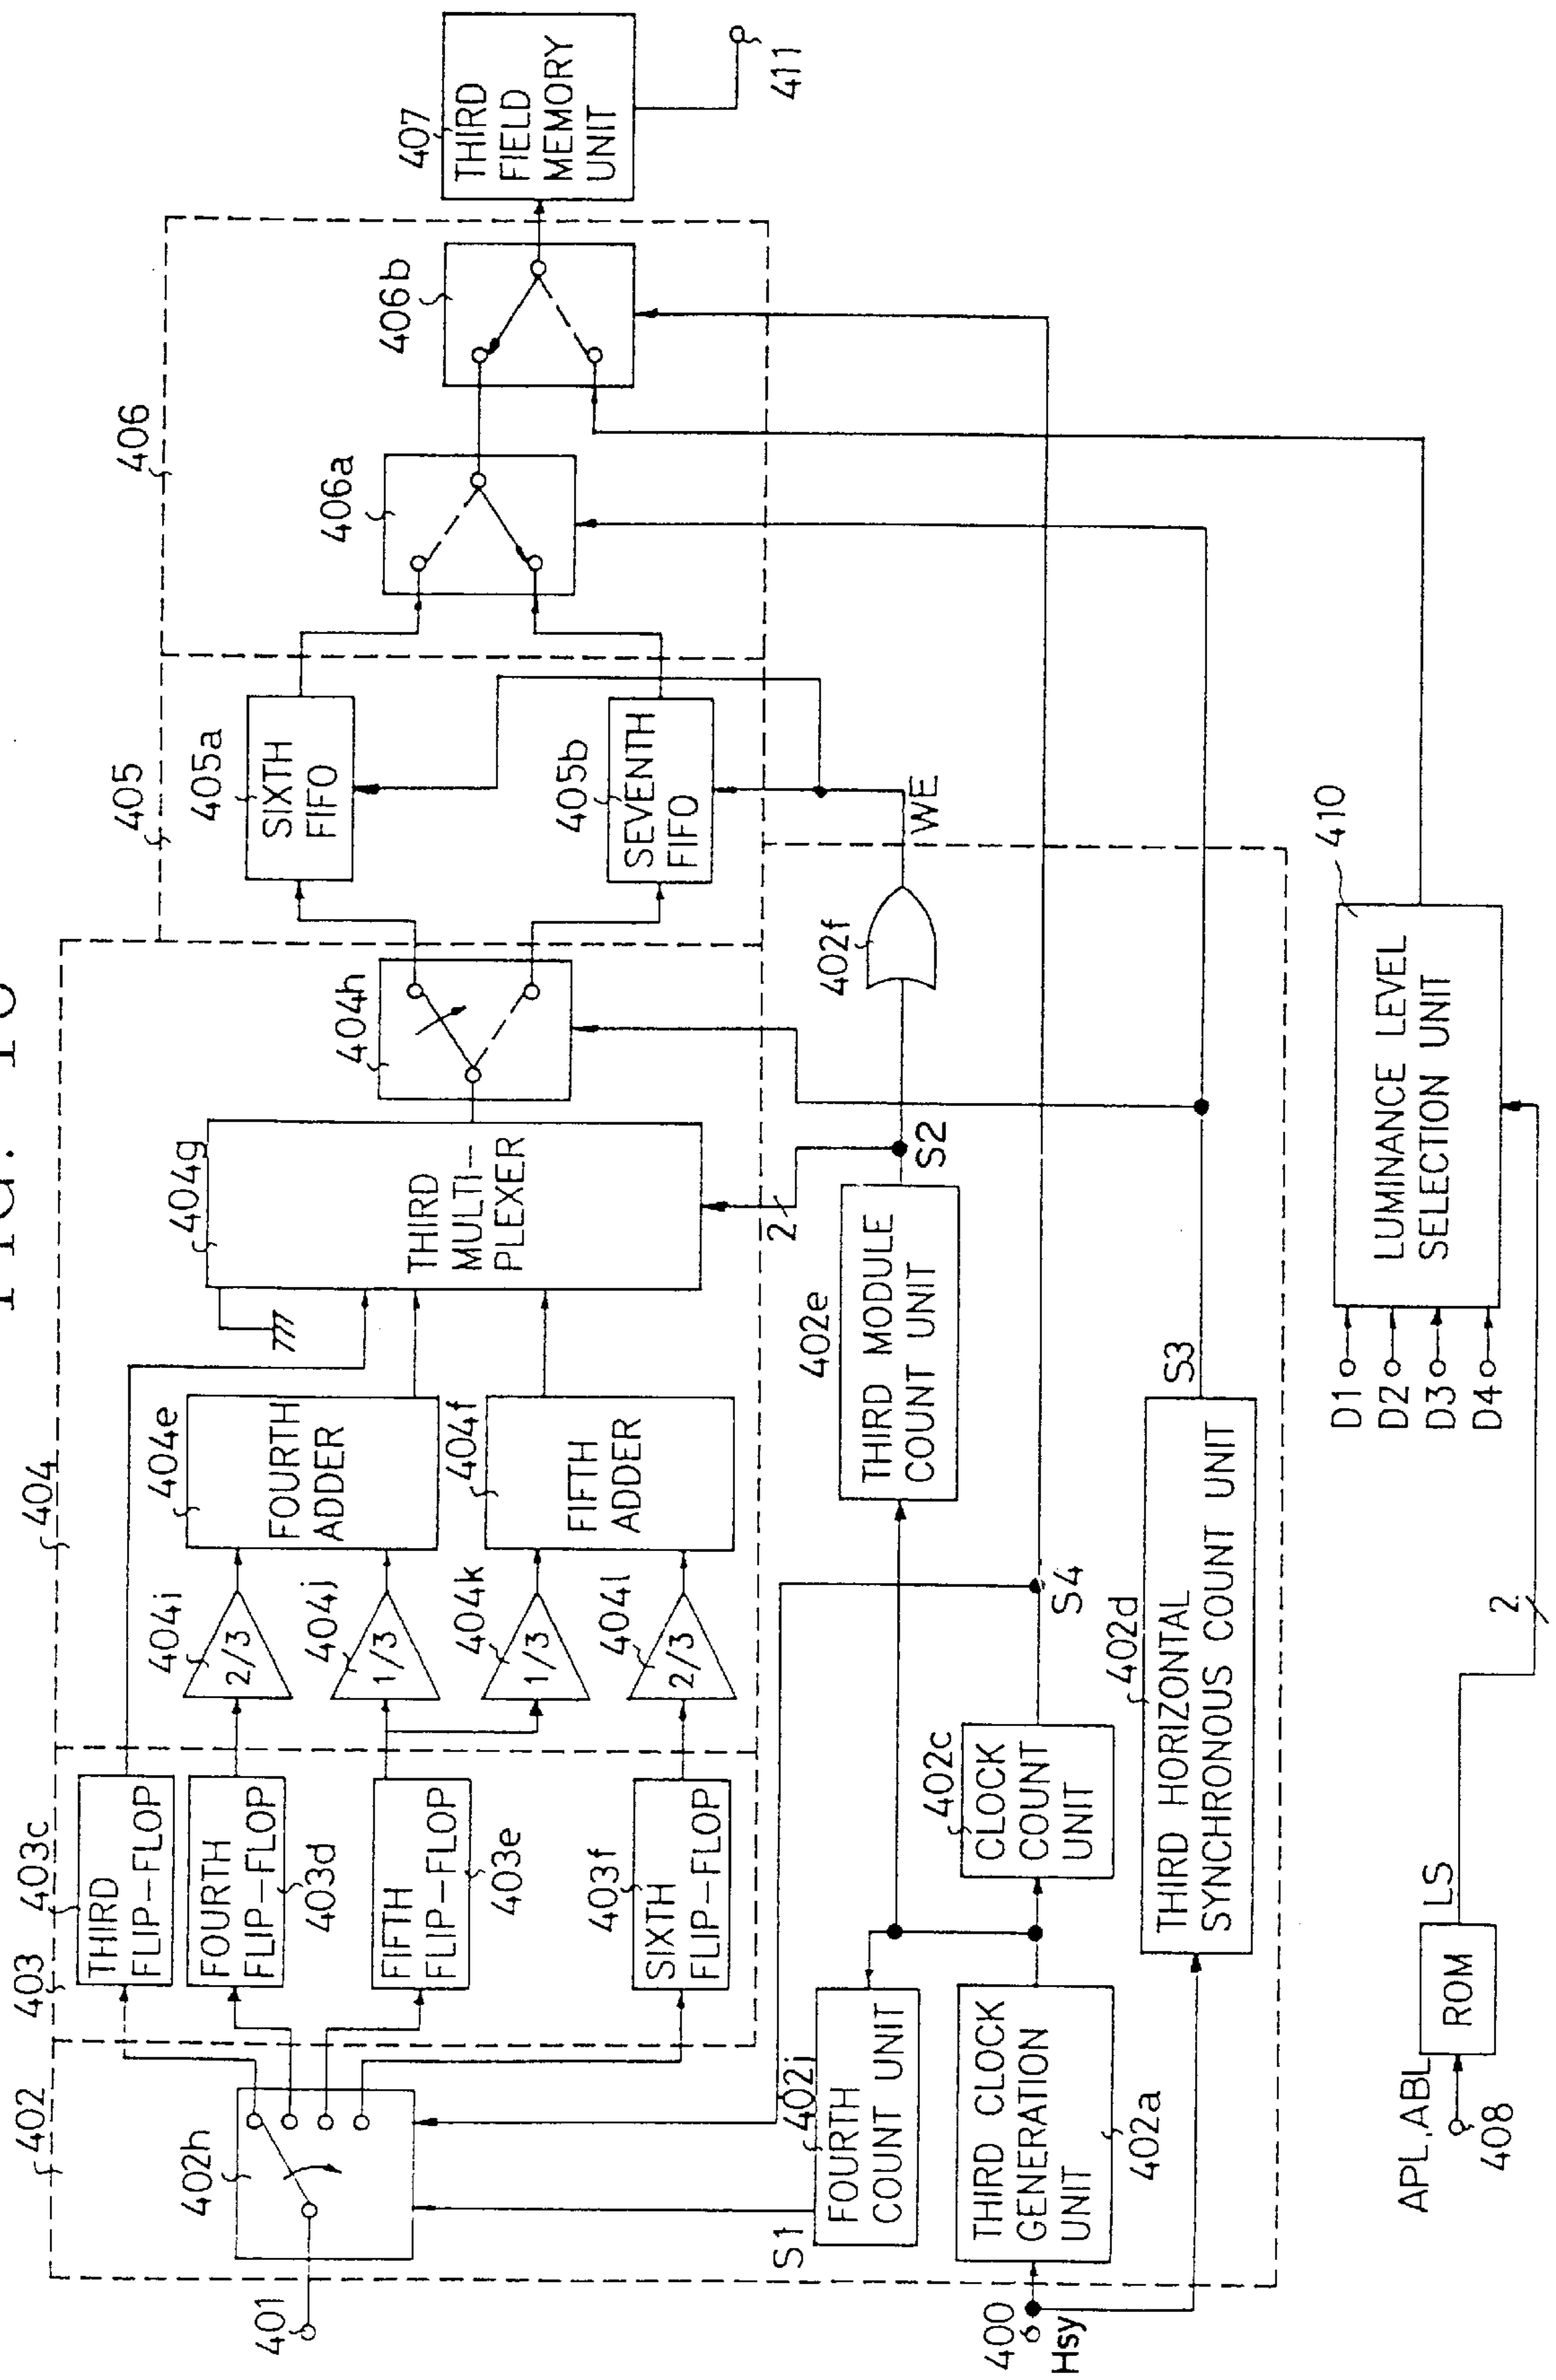 402
403
404
405
406
401
402h
403c
THIRD
FLIP-FLOP
FOURTH
FLIP-FLOP
403d
FIFTH
FLIP-FLOP
403e
403f
SIXTH
FLIP-FLOP
404i
2/3
404j
1/3
404k
1/3
404l
2/3
404e
FOURTH
ADDER
404f
FIFTH
ADDER
404g
THIRD
MULTI-
PLEXER
404h
405a
SIXTH
FIFO
405b
SEVENTH
FIFO
406a
406b
407
THIRD
FIELD
MEMORY
UNIT
411
S1
402j
FOURTH
COUNT UNIT
402e
THIRD MODULE
COUNT UNIT
2
S2
402f
WE
400
Hsy
THIRD CLOCK
GENERATION
UNIT
402a
402c
CLOCK
COUNT
UNIT
S4
402d
THIRD HORIZONTAL
SYNCHRONOUS COUNT UNIT
S3
APL,ABL
408
ROM
LS
2
D1
D2
D3
D4
LUMINANCE LEVEL
SELECTION UNIT
410